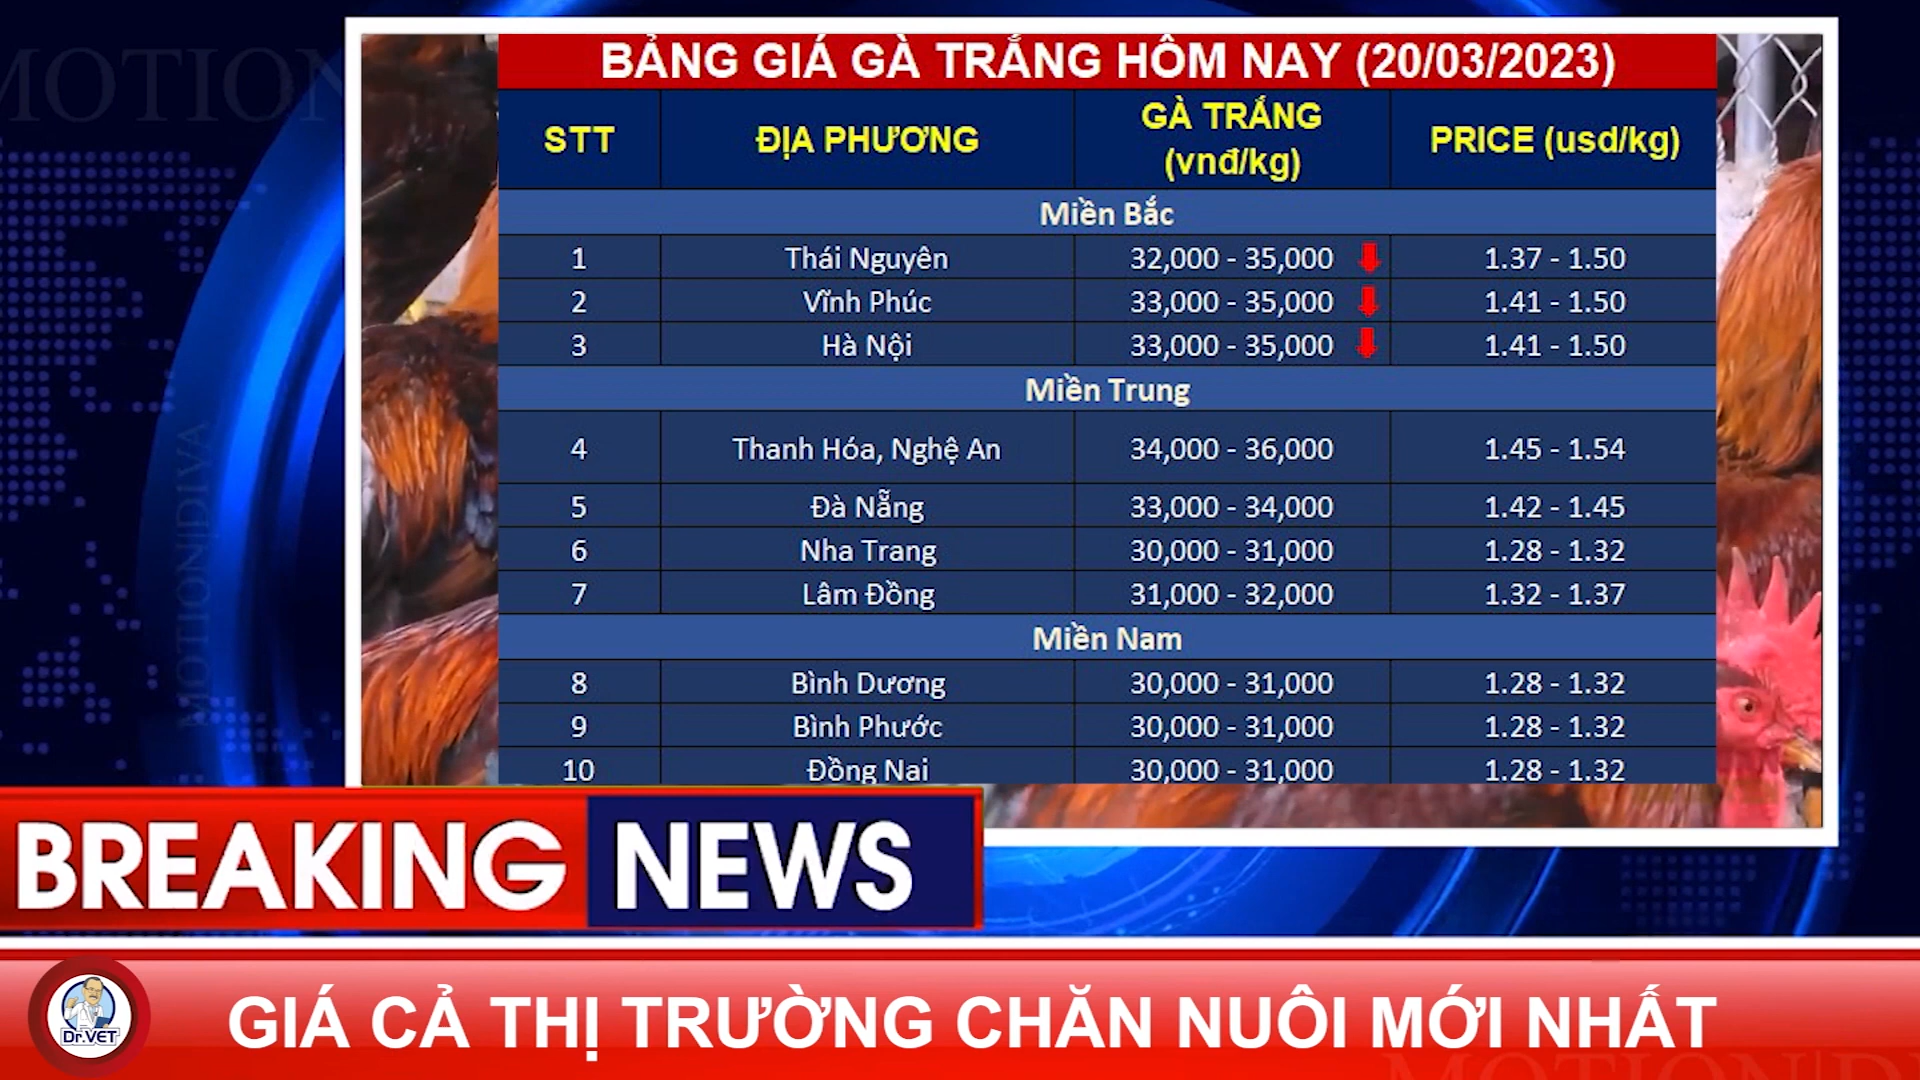 MOTION
BẢNG GIÁ GÀ TRẮNG HÔM NAY (20/03/2023)
STT ĐỊA PHƯƠNG GÀ TRẮNG (vnđ/kg) PRICE (usd/kg)
Miền Bắc
1 Thái Nguyên 32,000 - 35,000 1.37 - 1.50
2 Vĩnh Phúc 33,000 - 35,000 1.41 - 1.50
3 Hà Nội 33,000 - 35,000 1.41 - 1.50
Miền Trung
4 Thanh Hóa, Nghệ An 34,000 - 36,000 1.45 - 1.54
5 Đà Nẵng 33,000 - 34,000 1.42 - 1.45
6 Nha Trang 30,000 - 31,000 1.28 - 1.32
7 Lâm Đồng 31,000 - 32,000 1.32 - 1.37
Miền Nam
8 Bình Dương 30,000 - 31,000 1.28 - 1.32
9 Bình Phước 30,000 - 31,000 1.28 - 1.32
10 Đồng Nai 30,000 - 31,000 1.28 - 1.32
MOTION|DIVA
BREAKING NEWS
Dr.VET
GIÁ CẢ THỊ TRƯỜNG CHĂN NUÔI MỚI NHẤT
MOTION|D